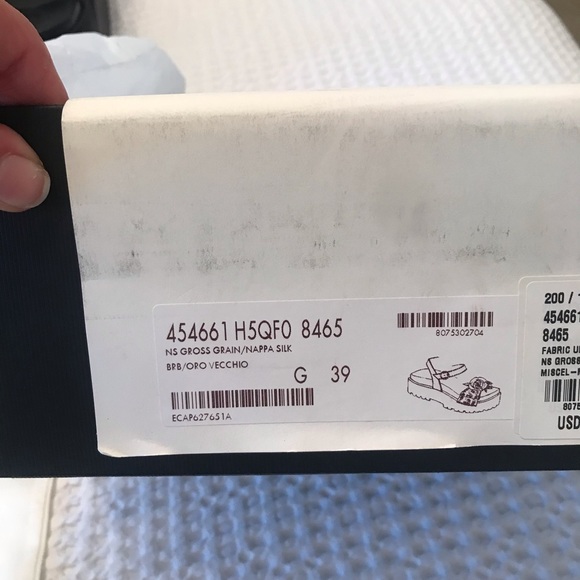 454661 H5QF0 8465
NS GROSS GRAIN/NAPPA SILK
BRB/ORO VECCHIO
G 39
ECAP627651A
8075302704
200 /
454661
8465
FABRIC
NS GROSS
MISCEL-
8075
USD